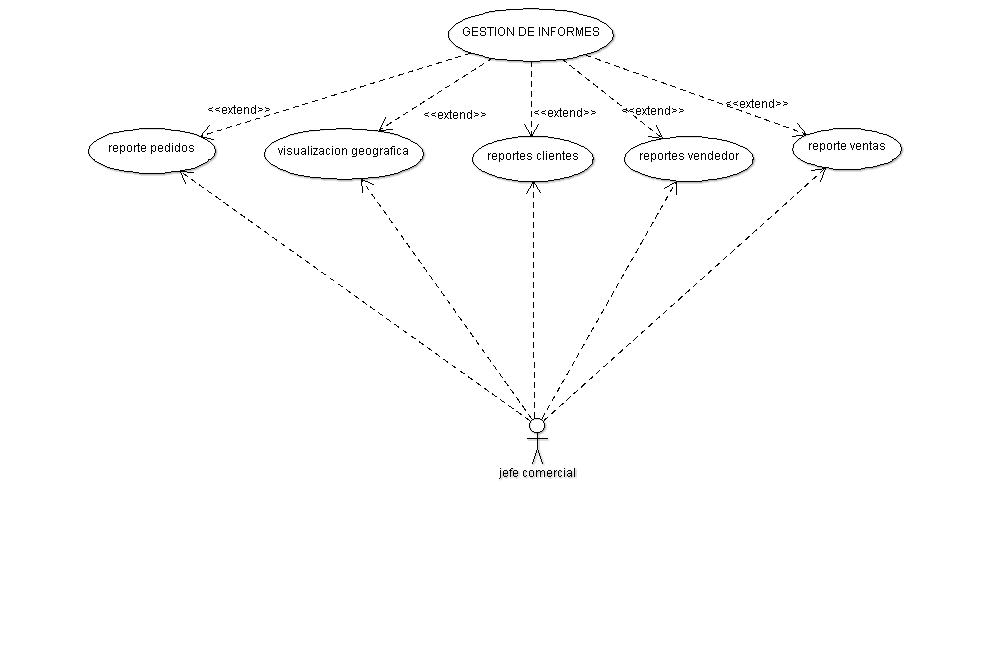 GESTION DE INFORMES
<<extend>>
<<extend>>
<<extend>>
<<extend>>
<<extend>>
reporte pedidos
visualizacion geografica
reportes clientes
reportes vendedor
reporte ventas
jefe comercial